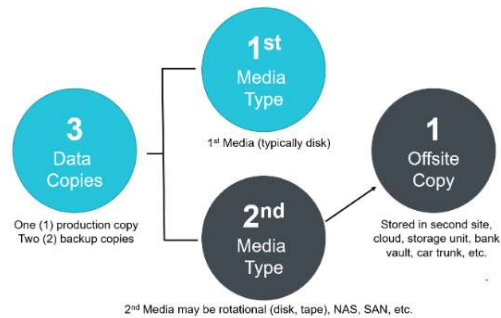 3
Data
Copies
One (1) production copy
Two (2) backup copies
1st
Media
Type
1st Media (typically disk)
2nd
Media
Type
2nd Media may be rotational (disk, tape), NAS, SAN, etc.
1
Offsite
Copy
Stored in second site,
cloud, storage unit, bank
vault, car trunk, etc.